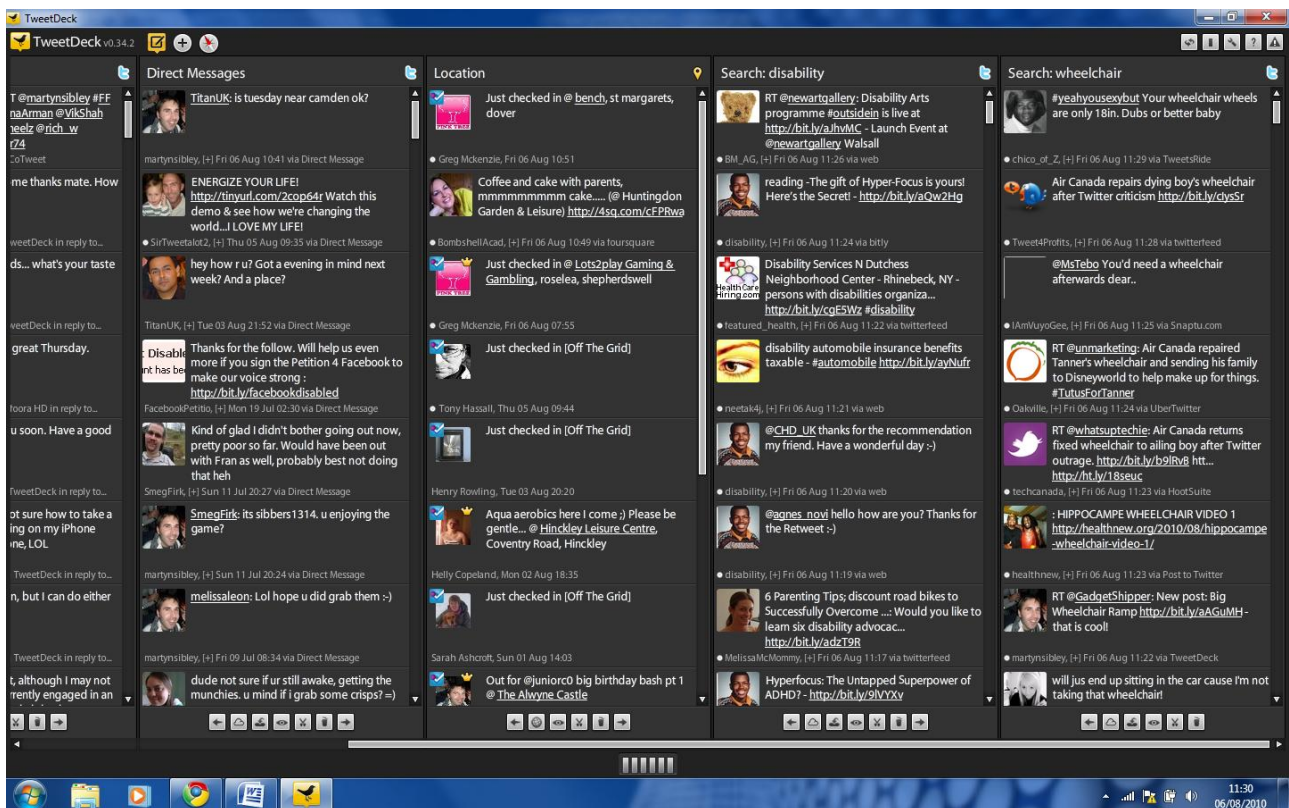 TweetDeck
TweetDeck v0.34.2
T @martynsibley #FF
naArman @VikShah
neelz @rich_w
r74
CoTweet
me thanks mate. How
weetDeck in reply to...
ds... what's your taste
veetDeck in reply to...
great Thursday.
foora HD in reply to...
u soon. Have a good
TweetDeck in reply to...
ot sure how to take a
ing on my iPhone
one, LOL
TweetDeck in reply to...
n, but I can do either
TweetDeck in reply to...
t, although I may not
rrently engaged in an
Direct Messages
TitanUK: is tuesday near camden ok?
martynsibley, [+] Fri 06 Aug 10:41 via Direct Message
ENERGIZE YOUR LIFE!
http://tinyurl.com/2cop64r Watch this
demo & see how we're changing the
world...I LOVE MY LIFE!
SirTweetalot2, [+] Thu 05 Aug 09:35 via Direct Message
hey how r u? Got a evening in mind next
week? And a place?
TitanUK, [+] Tue 03 Aug 21:52 via Direct Message
Disable
nt has be
Thanks for the follow. Will help us even
more if you sign the Petition 4 Facebook to
make our voice strong :
http://bit.ly/facebookdisabled
FacebookPetitio, [+] Mon 19 Jul 02:30 via Direct Message
Kind of glad I didn't bother going out now,
pretty poor so far. Would have been out
with Fran as well, probably best not doing
that heh
SmegFirk, [+] Sun 11 Jul 20:27 via Direct Message
SmegFirk: its sibbers1314. u enjoying the
game?
martynsibley, [+] Sun 11 Jul 20:24 via Direct Message
melissaleon: Lol hope u did grab them :-)
martynsibley, [+] Fri 09 Jul 08:34 via Direct Message
dude not sure if ur still awake, getting the
munchies. u mind if i grab some crisps? =)
Location
PINK TREE
Just checked in @ bench, st margarets,
dover
Greg Mckenzie, Fri 06 Aug 10:51
Coffee and cake with parents,
mmmmmmmmm cake..... (@ Huntingdon
Garden & Leisure) http://4sq.com/cFPRwa
BombshellAcad, [+] Fri 06 Aug 10:49 via foursquare
PINK TREE
Just checked in @ Lots2play Gaming &
Gambling, roselea, shepherdswell
Greg Mckenzie, Fri 06 Aug 07:55
Just checked in [Off The Grid]
Tony Hassall, Thu 05 Aug 09:44
Just checked in [Off The Grid]
Henry Rowling, Tue 03 Aug 20:20
Aqua aerobics here I come ;) Please be
gentle... @ Hinckley Leisure Centre,
Coventry Road, Hinckley
Helly Copeland, Mon 02 Aug 18:35
Just checked in [Off The Grid]
Sarah Ashcroft, Sun 01 Aug 14:03
Out for @juniorc0 big birthday bash pt 1
@ The Alwyne Castle
Search: disability
RT @newartgallery: Disability Arts
programme #outsidein is live at
http://bit.ly/aJhvMC - Launch Event at
@newartgallery Walsall
BM_AG, [+] Fri 06 Aug 11:26 via web
reading -The gift of Hyper-Focus is yours!
Here's the Secret! - http://bit.ly/aQw2Hg
disability, [+] Fri 06 Aug 11:24 via bitly
HealthCare
Hiring.com
Disability Services N Dutchess
Neighborhood Center - Rhinebeck, NY -
persons with disabilities organiza...
http://bit.ly/cgE5Wz #disability
featured_health, [+] Fri 06 Aug 11:22 via twitterfeed
disability automobile insurance benefits
taxable - #automobile http://bit.ly/ayNufr
neetak4j, [+] Fri 06 Aug 11:21 via web
@CHD_UK thanks for the recommendation
my friend. Have a wonderful day :-)
disability, [+] Fri 06 Aug 11:20 via web
@agnes_novi hello how are you? Thanks for
the Retweet :-)
disability, [+] Fri 06 Aug 11:19 via web
6 Parenting Tips; discount road bikes to
Successfully Overcome ...: Would you like to
learn six disability advocac...
http://bit.ly/adzT9R
MelissaMcMommy, [+] Fri 06 Aug 11:17 via twitterfeed
Hyperfocus: The Untapped Superpower of
ADHD? - http://bit.ly/9lVYXv
Search: wheelchair
#yeahyousexybut Your wheelchair wheels
are only 18in. Dubs or better baby
chico_of_Z, [+] Fri 06 Aug 11:29 via TweetsRide
Air Canada repairs dying boy's wheelchair
after Twitter criticism http://bit.ly/clysSr
Tweet4Profits, [+] Fri 06 Aug 11:28 via twitterfeed
@MsTebo You'd need a wheelchair
afterwards dear..
IAmVuyoGee, [+] Fri 06 Aug 11:25 via Snaptu.com
RT @unmarketing: Air Canada repaired
Tanner's wheelchair and sending his family
to Disneyworld to help make up for things.
#TutusForTanner
Oakville, [+] Fri 06 Aug 11:24 via UberTwitter
RT @whatsuptechie: Air Canada returns
fixed wheelchair to ailing boy after Twitter
outrage. http://bit.ly/b9lRvB htt...
http://ht.ly/18seuc
techcanada, [+] Fri 06 Aug 11:23 via HootSuite
: HIPPOCAMPE WHEELCHAIR VIDEO 1
http://healthnew.org/2010/08/hippocampe
-wheelchair-video-1/
healthnew, [+] Fri 06 Aug 11:23 via Post to Twitter
RT @GadgetShipper: New post: Big
Wheelchair Ramp http://bit.ly/aAGuMH -
that is cool!
martynsibley, [+] Fri 06 Aug 11:22 via TweetDeck
will jus end up sitting in the car cause I'm not
taking that wheelchair!
11:30
06/08/2010